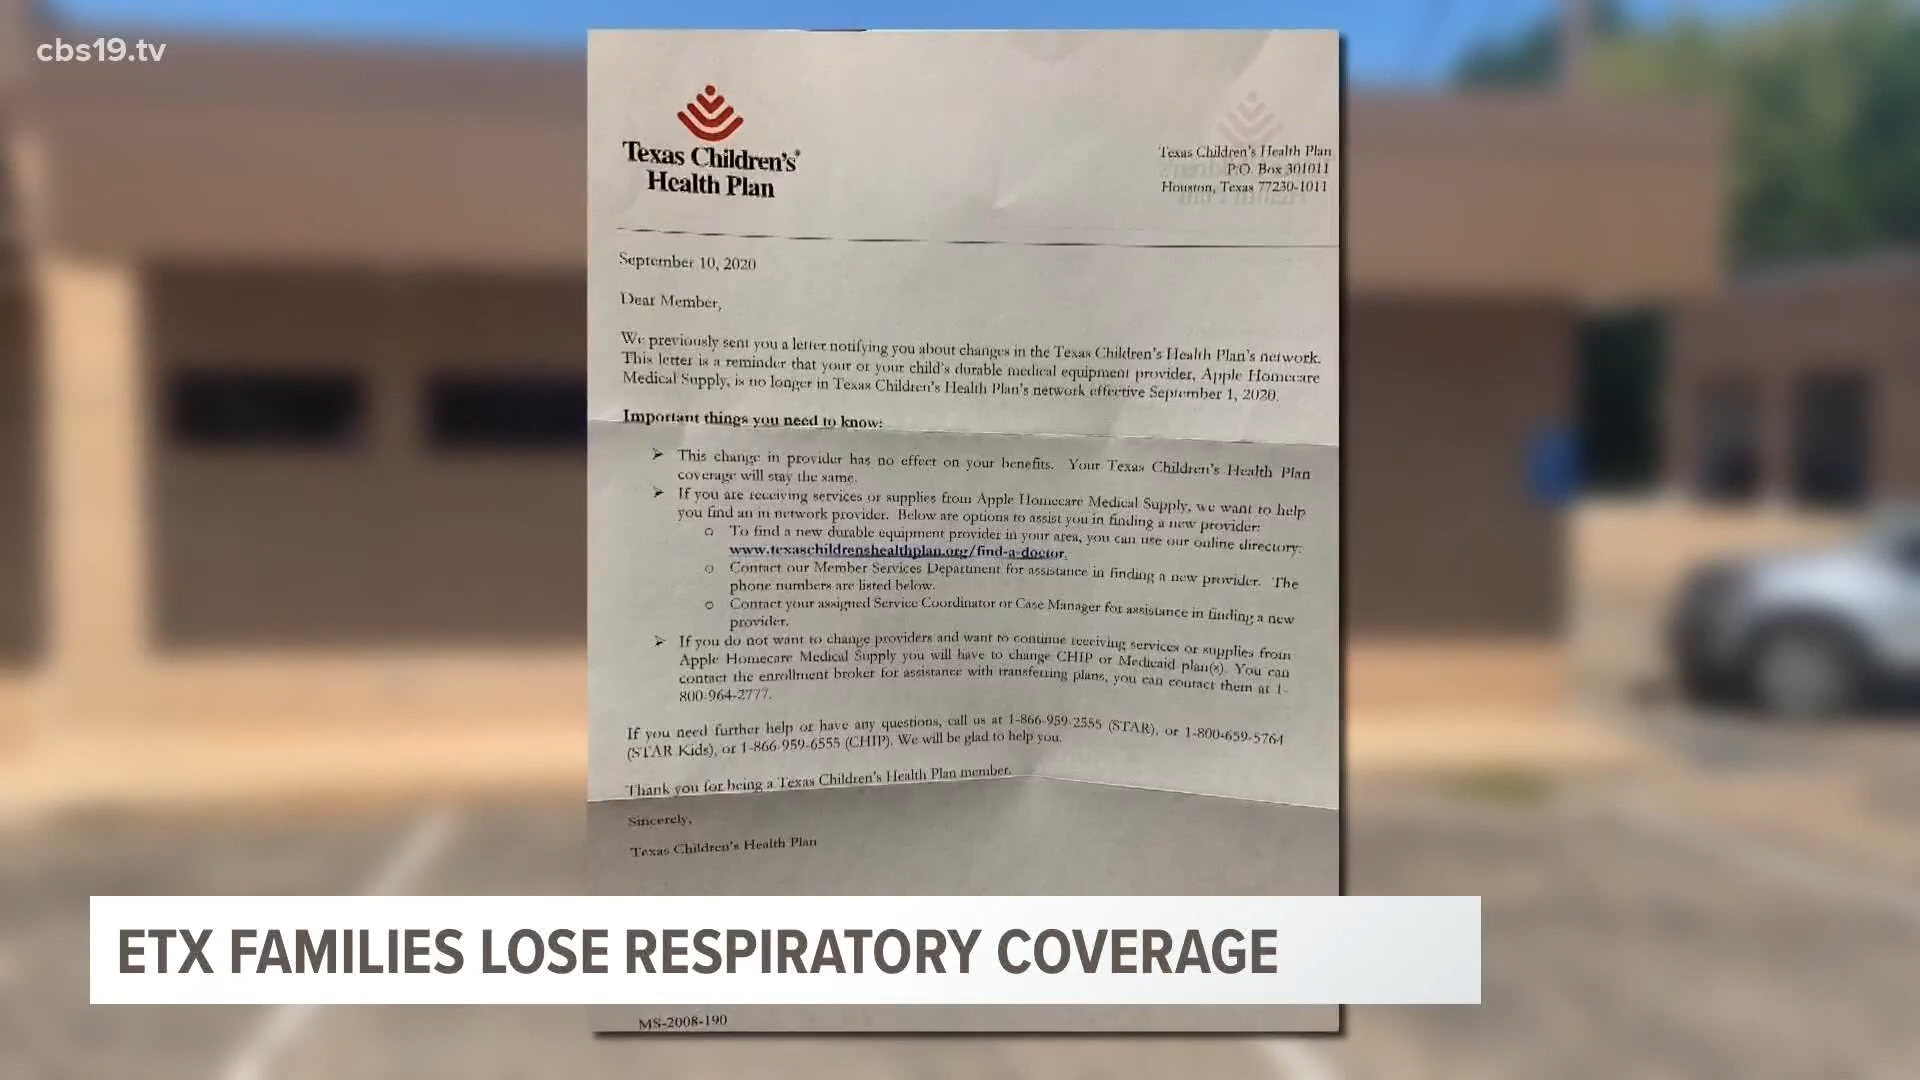 cbs19.tv
Texas Children's
Health Plan
Texas Children's Health Plan
P.O. Box 301011
Houston, Texas 77230-1011
September 10, 2020
Dear Member,
We previously sent you a letter notifying you about changes in the Texas Children's Health Plan's network.
This letter is a reminder that your or your child's durable medical equipment provider, Apple Homecare
Medical Supply, is no longer in Texas Children's Health Plan's network effective September 1, 2020.
Important things you need to know:
➢ This change in provider has no effect on your benefits. Your Texas Children's Health Plan
coverage will stay the same.
➢ If you are receiving services or supplies from Apple Homecare Medical Supply, we want to help
you find an in network provider. Below are options to assist you in finding a new provider:
o To find a new durable equipment provider in your area, you can use our online directory:
www.texaschildrenshealthplan.org/find-a-doctor.
o Contact our Member Services Department for assistance in finding a new provider. The
phone numbers are listed below.
o Contact your assigned Service Coordinator or Case Manager for assistance in finding a new
provider.
➢ If you do not want to change providers and want to continue receiving services or supplies from
Apple Homecare Medical Supply you will have to change CHIP or Medicaid plan(s). You can
contact the enrollment broker for assistance with transferring plans, you can contact them at 1-
800-964-2777.
If you need further help or have any questions, call us at 1-866-959-2555 (STAR), or 1-800-659-5764
(STAR Kids), or 1-866-959-6555 (CHIP). We will be glad to help you.
Thank you for being a Texas Children's Health Plan member.
Sincerely,
Texas Children's Health Plan
ETX FAMILIES LOSE RESPIRATORY COVERAGE
MS-2008-190